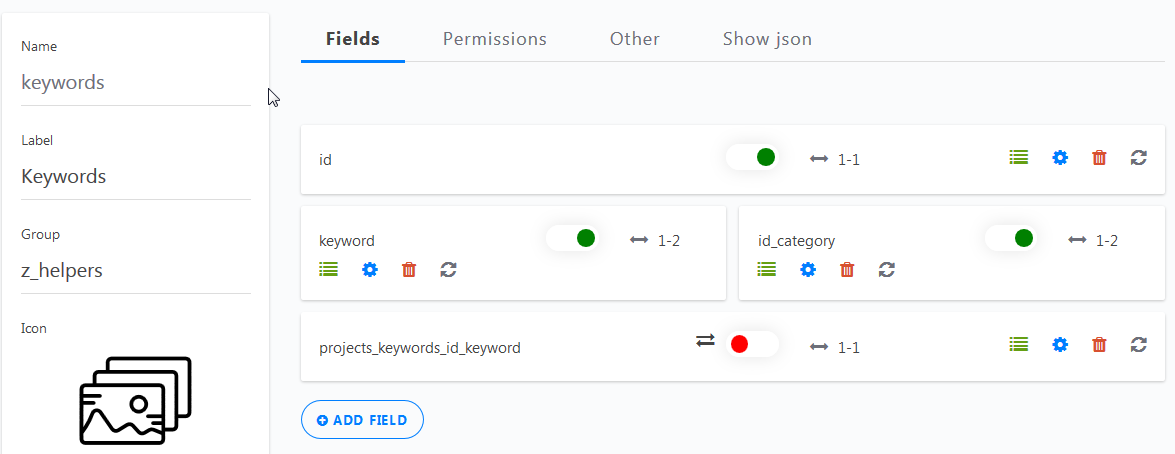 Name
keywords
Label
Keywords
Group
z_helpers
Icon
Fields Permissions Other Show json
id 1-1
keyword 1-2
id_category 1-2
projects_keywords_id_keyword 1-1
ADD FIELD